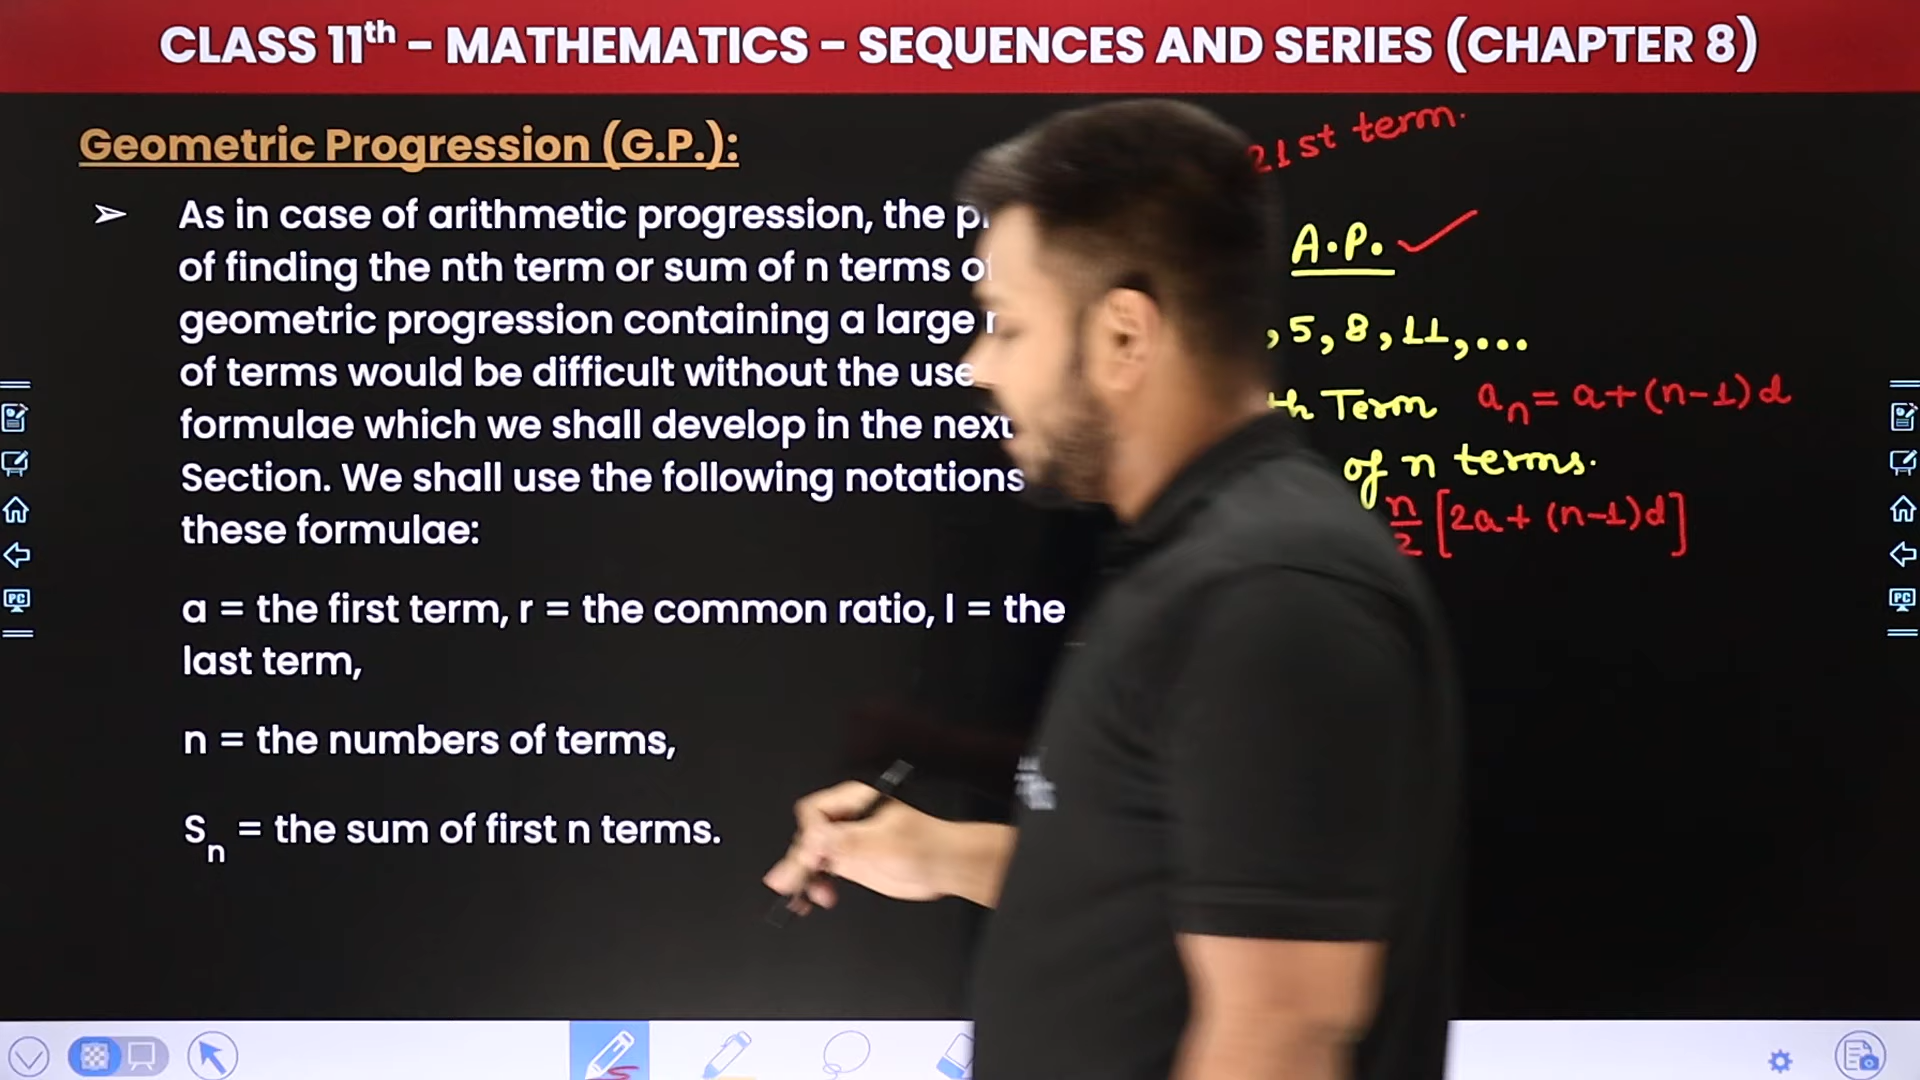 CLASS 11th - MATHEMATICS - SEQUENCES AND SERIES (CHAPTER 8)
Geometric Progression (G.P.):
➢ As in case of arithmetic progression, the
of finding the nth term or sum of n terms
geometric progression containing a large
of terms would be difficult without the use
formulae which we shall develop in the next
Section. We shall use the following notations
these formulae:
a = the first term, r = the common ratio, l = the
last term,
n = the numbers of terms,
Sn = the sum of first n terms.
21st term.
A.P. ✓
, 5, 8, 11, ...
th Term an = a+(n-1)d
of n terms.
n/2 [2a+(n-1)d]
PC
PC